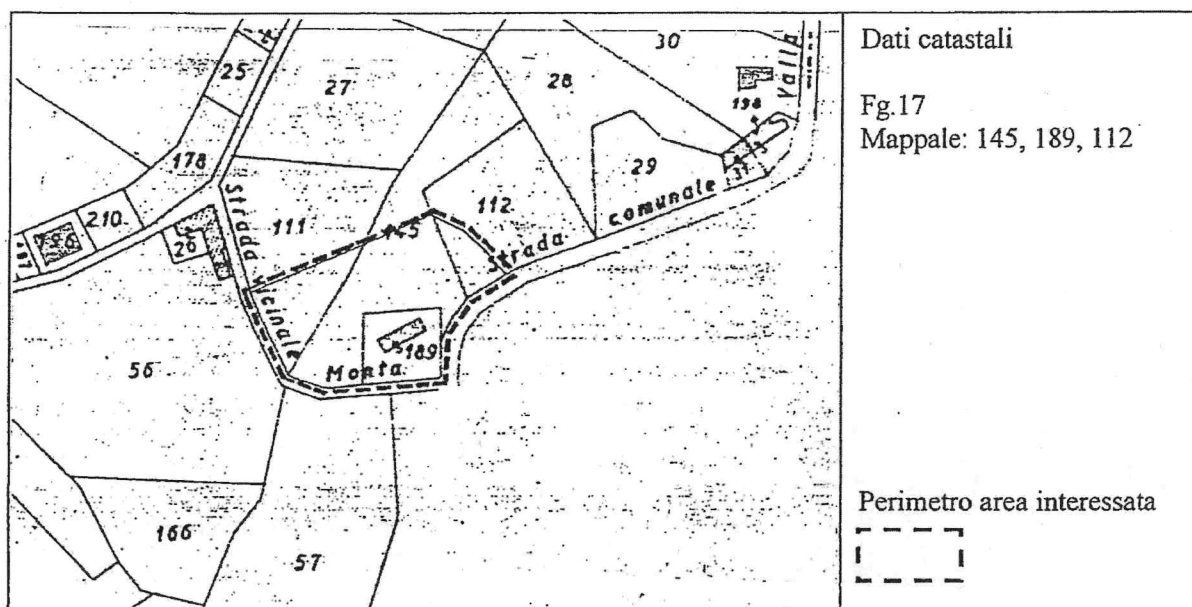 30
Valla
25
27
28
198
178
29
31
comunale
112
Strada
Strada vicinale
111
145
210
26
189
Monta
56
166
57
Dati catastali
Fg.17
Mappale: 145, 189, 112
Perimetro area interessata